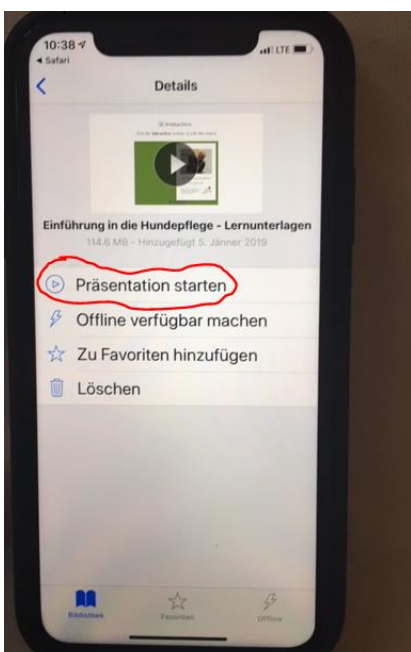 10:38
LTE
Safari
Details
Einführung in die Hundepflege - Lernunterlagen
114.6 MB - Hinzugefügt 5. Jänner 2019
Präsentation starten
Offline verfügbar machen
Zu Favoriten hinzufügen
Löschen
Bibliothek
Favoriten
Offline